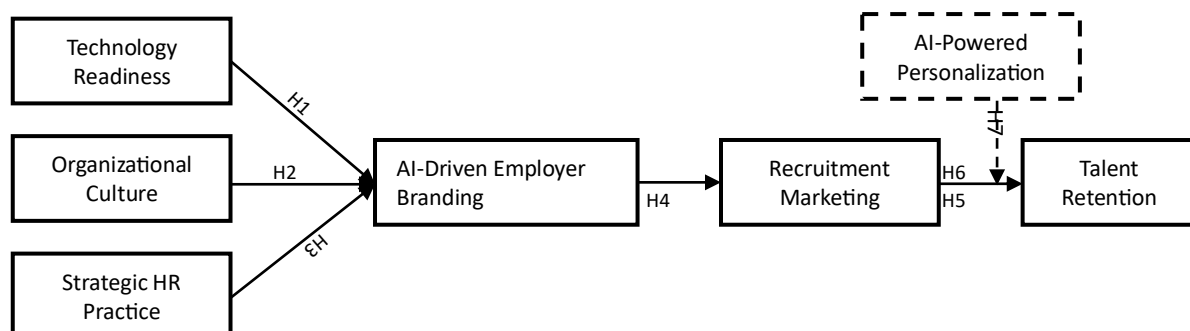 Technology
Readiness
AI-Powered
Personalization
H1
H7
Organizational
Culture
H2
AI-Driven Employer
Branding
H4
Recruitment
Marketing
H6
H5
Talent
Retention
H3
Strategic HR
Practice